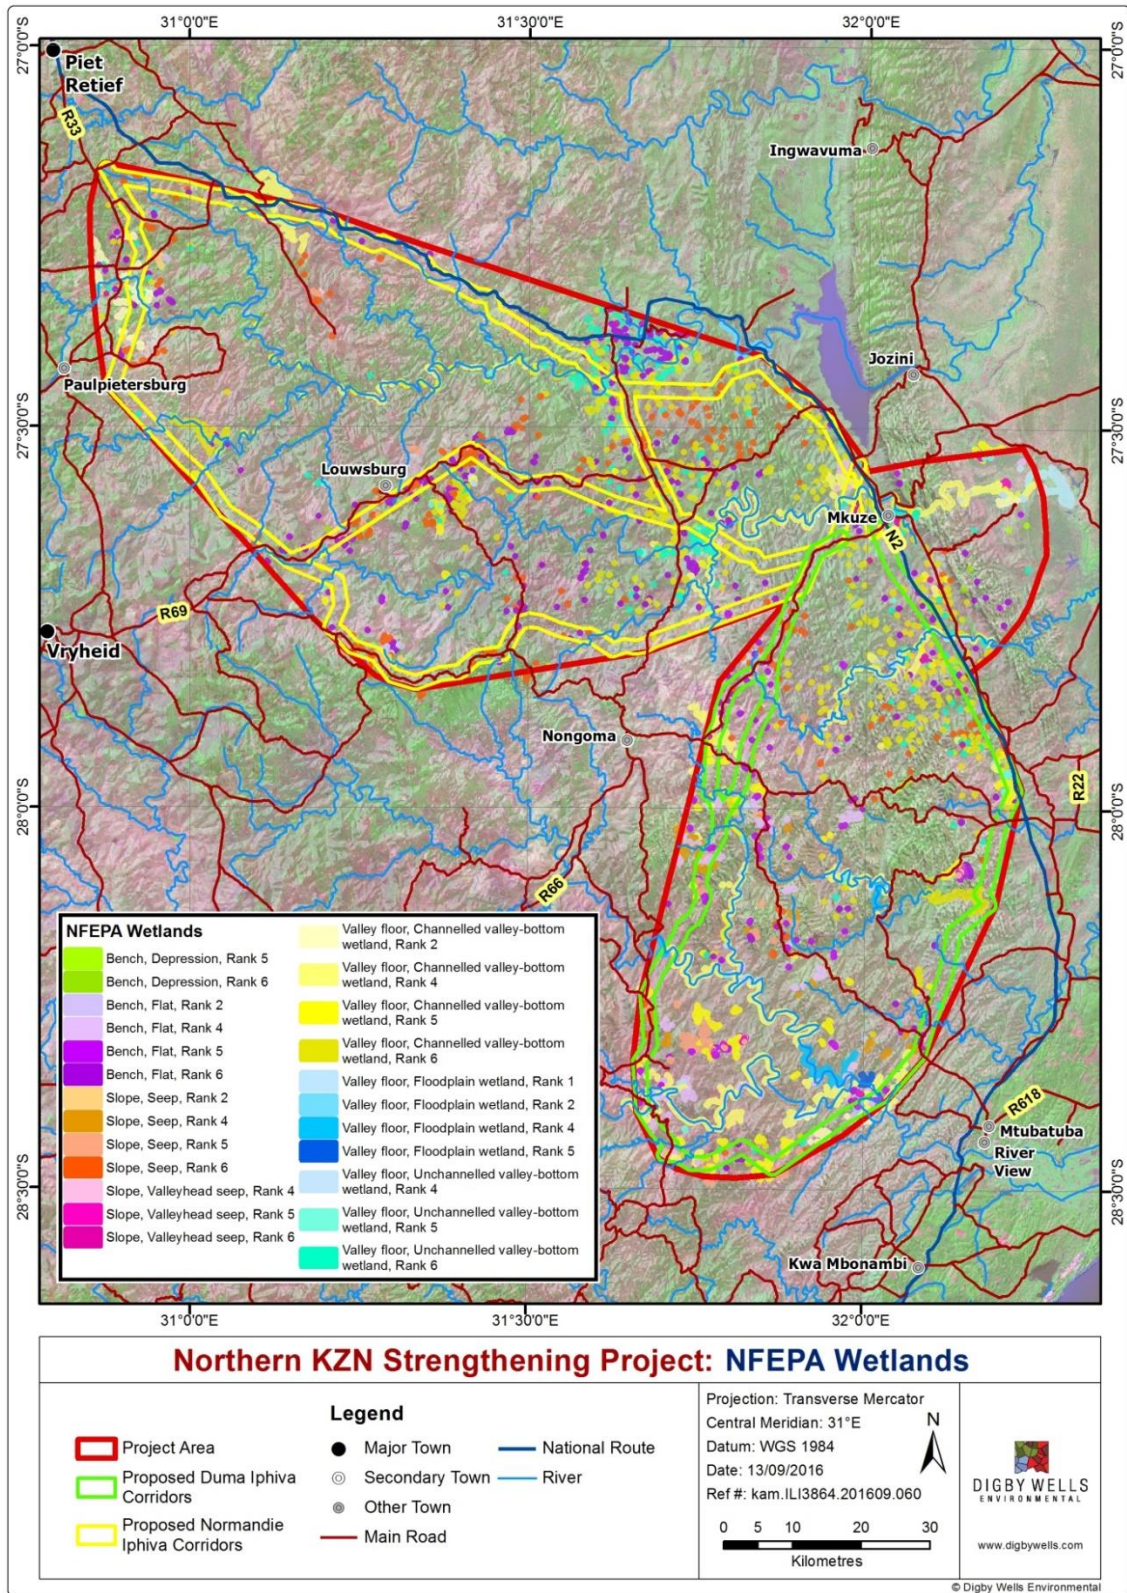 31°0'0"E
31°30'0"E
32°0'0"E
27°0'0"S
27°0'0"S
Piet
Retief
R33
Ingwavuma
Jozini
Paulpietersburg
27°30'0"S
27°30'0"S
Louwsburg
Mkuze
N2
R69
Vryheid
Nongoma
R22
28°0'0"S
28°0'0"S
R66
NFEPA Wetlands
Bench, Depression, Rank 5
Bench, Depression, Rank 6
Bench, Flat, Rank 2
Bench, Flat, Rank 4
Bench, Flat, Rank 5
Bench, Flat, Rank 6
Slope, Seep, Rank 2
Slope, Seep, Rank 4
Slope, Seep, Rank 5
Slope, Seep, Rank 6
Slope, Valleyhead seep, Rank 4
Slope, Valleyhead seep, Rank 5
Slope, Valleyhead seep, Rank 6
Valley floor, Channelled valley-bottom
wetland, Rank 2
Valley floor, Channelled valley-bottom
wetland, Rank 4
Valley floor, Channelled valley-bottom
wetland, Rank 5
Valley floor, Channelled valley-bottom
wetland, Rank 6
Valley floor, Floodplain wetland, Rank 1
Valley floor, Floodplain wetland, Rank 2
Valley floor, Floodplain wetland, Rank 4
Valley floor, Floodplain wetland, Rank 5
Valley floor, Unchannelled valley-bottom
wetland, Rank 4
Valley floor, Unchannelled valley-bottom
wetland, Rank 5
Valley floor, Unchannelled valley-bottom
wetland, Rank 6
R618
Mtubatuba
River
View
28°30'0"S
28°30'0"S
Kwa Mbonambi
31°0'0"E
31°30'0"E
32°0'0"E
Northern KZN Strengthening Project: NFEPA Wetlands
Legend
Project Area
Proposed Duma Iphiva
Corridors
Proposed Normandie
Iphiva Corridors
Major Town
Secondary Town
Other Town
Main Road
National Route
River
Projection: Transverse Mercator
Central Meridian: 31°E
Datum: WGS 1984
Date: 13/09/2016
Ref #: kam.ILI3864.201609.060
N
0 5 10 20 30
Kilometres
DIGBY WELLS
ENVIRONMENTAL
www.digbywells.com
© Digby Wells Environmental